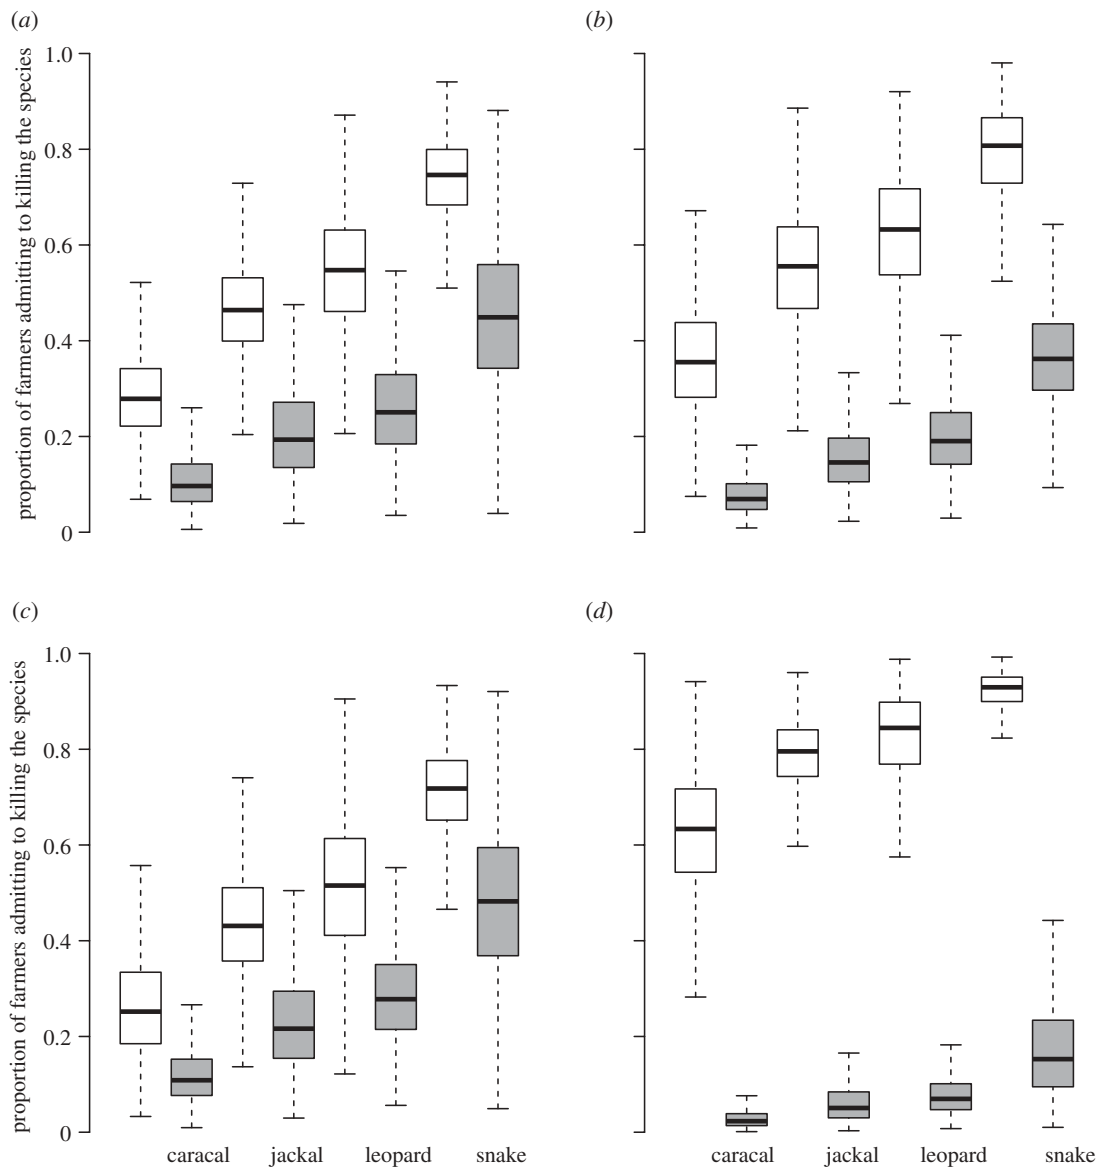 (a)
(b)
proportion of farmers admitting to killing the species
1.0
0.8
0.6
0.4
0.2
0
(c)
(d)
proportion of farmers admitting to killing the species
1.0
0.8
0.6
0.4
0.2
0
caracal jackal leopard snake
caracal jackal leopard snake